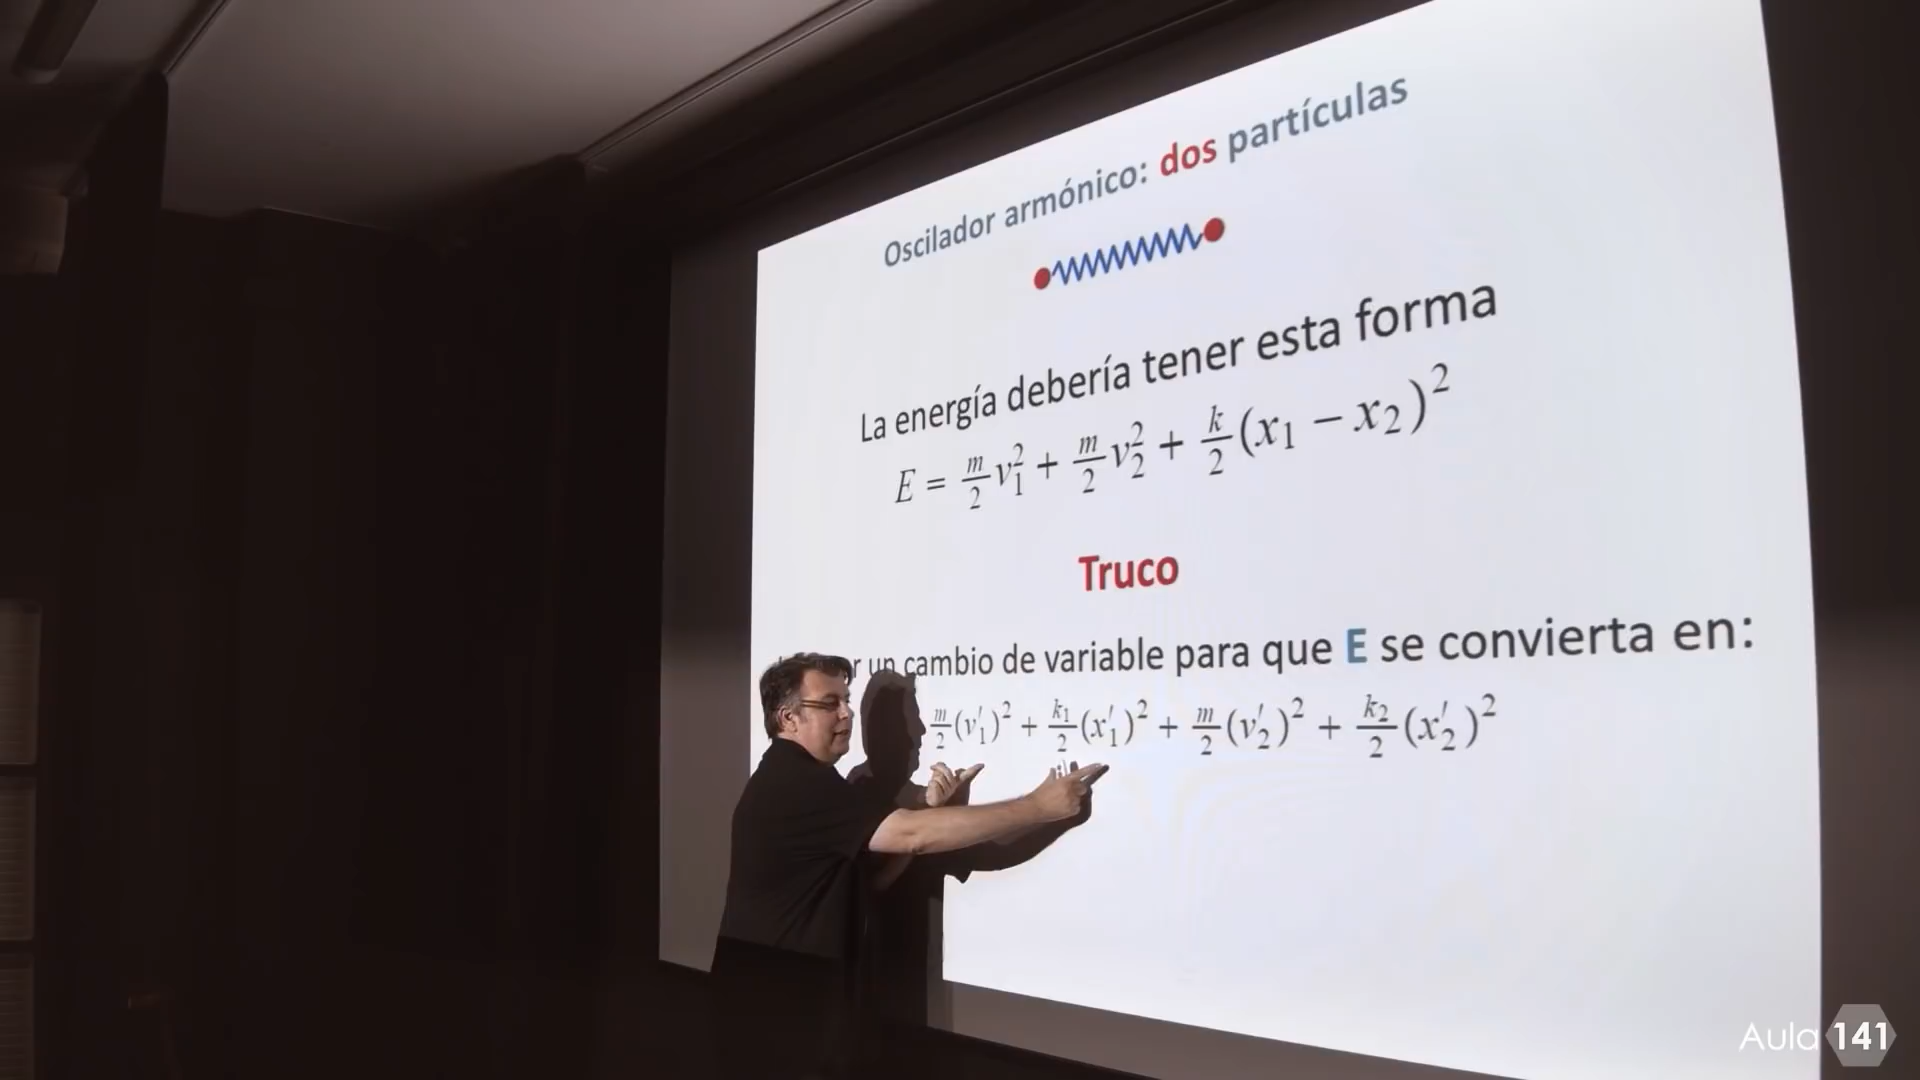 Oscilador armónico: dos partículas
La energía debería tener esta forma
E = m/2 v₁² + m/2 v₂² + k/2 (x₁ − x₂)²
Truco
un cambio de variable para que E se convierta en:
m/2 (v′₁)² + k₁/2 (x′₁)² + m/2 (v′₂)² + k₂/2 (x′₂)²
Aula 141